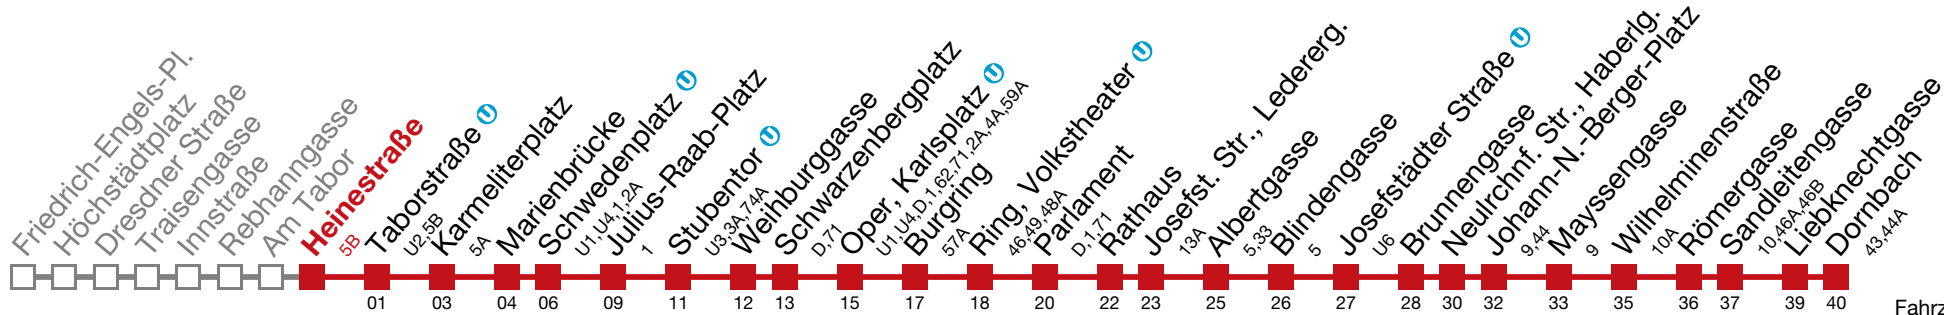 Friedrich-Engels-Pl.
Höchstädtplatz
Dresdner Straße
Traisengasse
Innstraße
Rebhanngasse
Am Tabor
Heinestraße
5B
Taborstraße U
U2,5B
Karmeliterplatz
5A
Marienbrücke
Schwedenplatz U
U1,U4,1,2A
Julius-Raab-Platz
1
Stubentor U
U3,3A,74A
Weihburggasse
Schwarzenbergplatz
D,71
Oper, Karlsplatz U
U1,U4,D,1,62,71,2A,4A,59A
Burgring
57A
Ring, Volkstheater U
46,49,48A
Parlament
D,1,71
Rathaus
Josefst. Str., Ledererg.
13A
Albertgasse
5,33
Blindengasse
5
Josefstädter Straße U
U6
Brunnengasse
Neulrchnf. Str., Haberlg.
Johann-N.-Berger-Platz
9,44
Mayssengasse
9
Wilhelminenstraße
10A
Römergasse
Sandleitengasse
10,46A,46B
Liebknechtgasse
Dornbach
43,44A
01 03 04 06 09 11 12 13 15 17 18 20 22 23 25 26 27 28 30 32 33 35 36 37 39 40
Fahrz